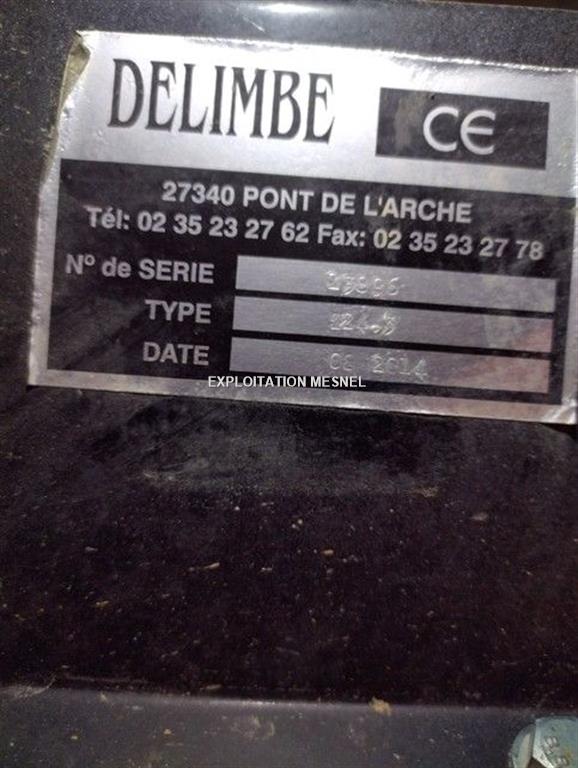 DELIMBE
CE
27340 PONT DE L'ARCHE
Tél: 02 35 23 27 62 Fax: 02 35 23 27 78
N° de SERIE
TYPE
DATE 2014
EXPLOITATION MESNEL